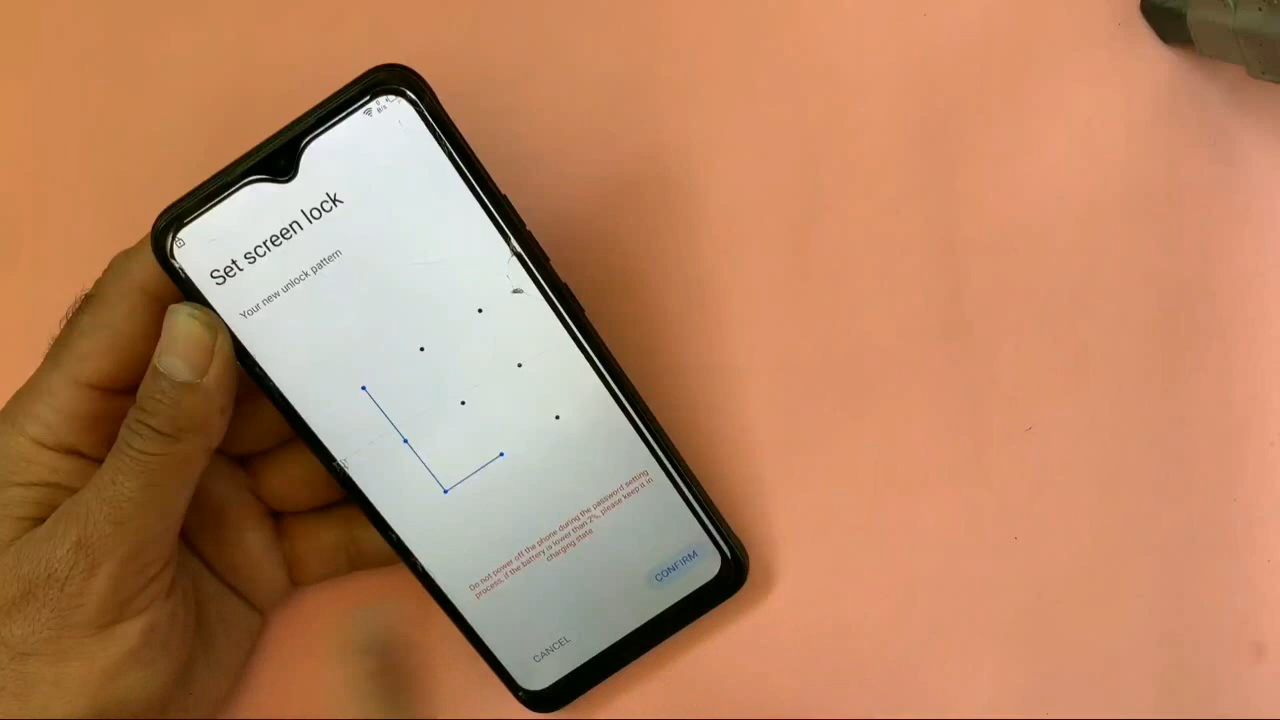 Set screen lock
Your new unlock pattern
Do not power off the phone during the password setting
process, if the battery is lower than 2%, please keep it in
charging state
CONFIRM
CANCEL